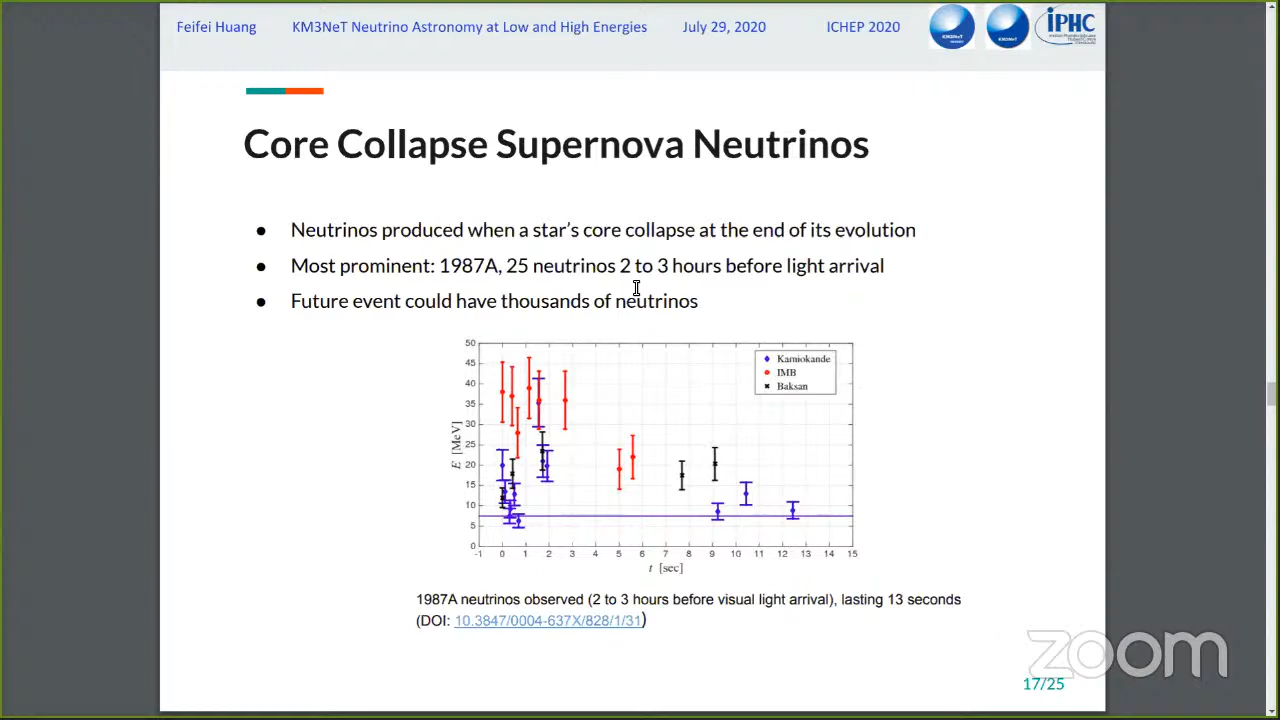 Feifei Huang KM3NeT Neutrino Astronomy at Low and High Energies July 29, 2020 ICHEP 2020
KM3NeT
KM3NeT
iPHC
Core Collapse Supernova Neutrinos
● Neutrinos produced when a star’s core collapse at the end of its evolution
● Most prominent: 1987A, 25 neutrinos 2 to 3 hours before light arrival
● Future event could have thousands of neutrinos
50
45
40
35
30
25
20
15
10
5
0
E [MeV]
Kamiokande
IMB
Baksan
-1 0 1 2 3 4 5 6 7 8 9 10 11 12 13 14 15
t [sec]
1987A neutrinos observed (2 to 3 hours before visual light arrival), lasting 13 seconds
(DOI: 10.3847/0004-637X/828/1/31)
zoom
17/25